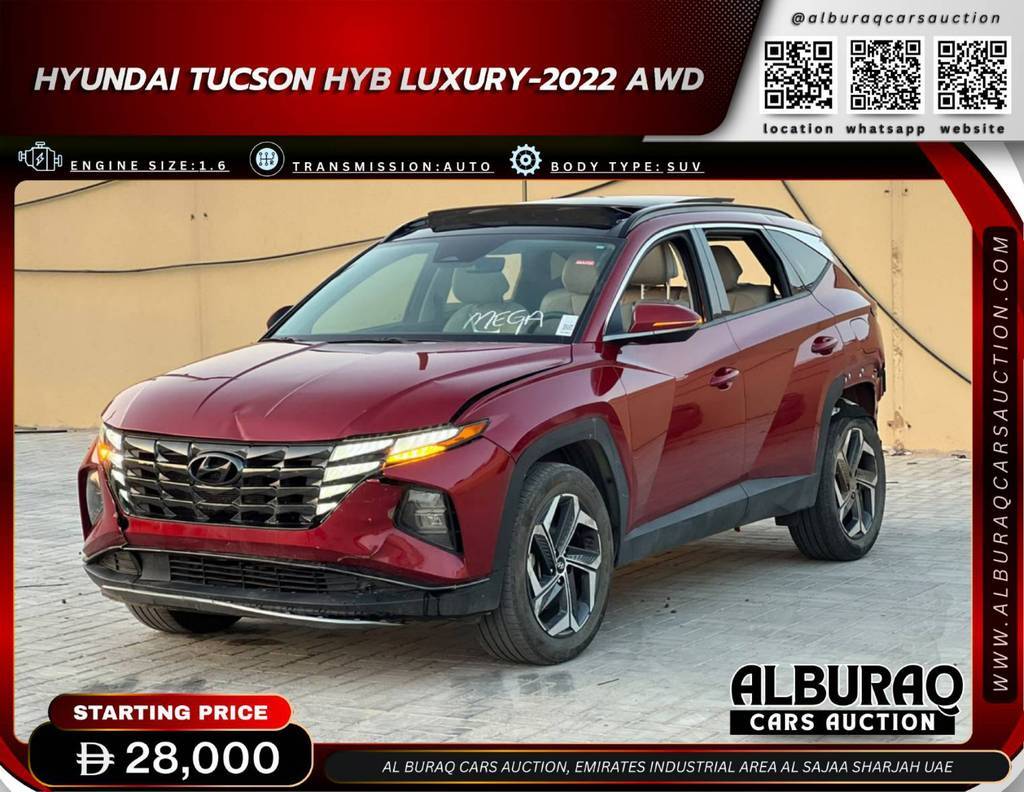 @alburaqcarsauction
HYUNDAI TUCSON HYB LUXURY-2022 AWD
location whatsapp website
ENGINE SIZE:1.6 TRANSMISSION:AUTO BODY TYPE: SUV
WWW.ALBURAQCARSAUCTION.COM
MEGA
ALBURAQ
CARS AUCTION
STARTING PRICE
28,000
AL BURAQ CARS AUCTION, EMIRATES INDUSTRIAL AREA AL SAJAA SHARJAH UAE